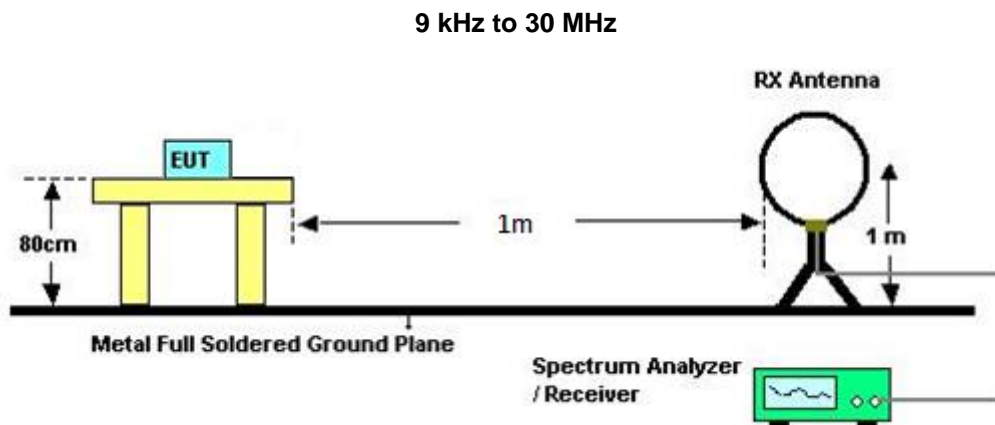 9 kHz to 30 MHz
RX Antenna
EUT
80cm
1m
1 m
Metal Full Soldered Ground Plane
Spectrum Analyzer
/ Receiver